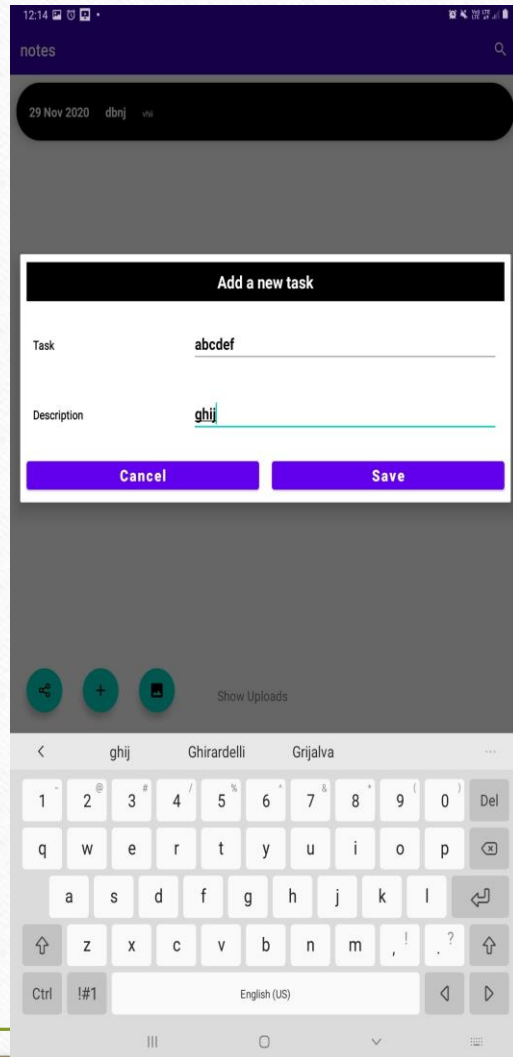 12:14
notes
29 Nov 2020 dbnj vhii
Add a new task
Task abcdef
Description ghij
Cancel Save
Show Uploads
ghij Ghirardelli Grijalva
1 - 2 @ 3 # 4 / 5 % 6 ^ 7 & 8 * 9 ( 0 ) Del
q w e r t y u i o p
a s d f g h j k l
z x c v b n m , ! . ?
Ctrl !#1 English (US)